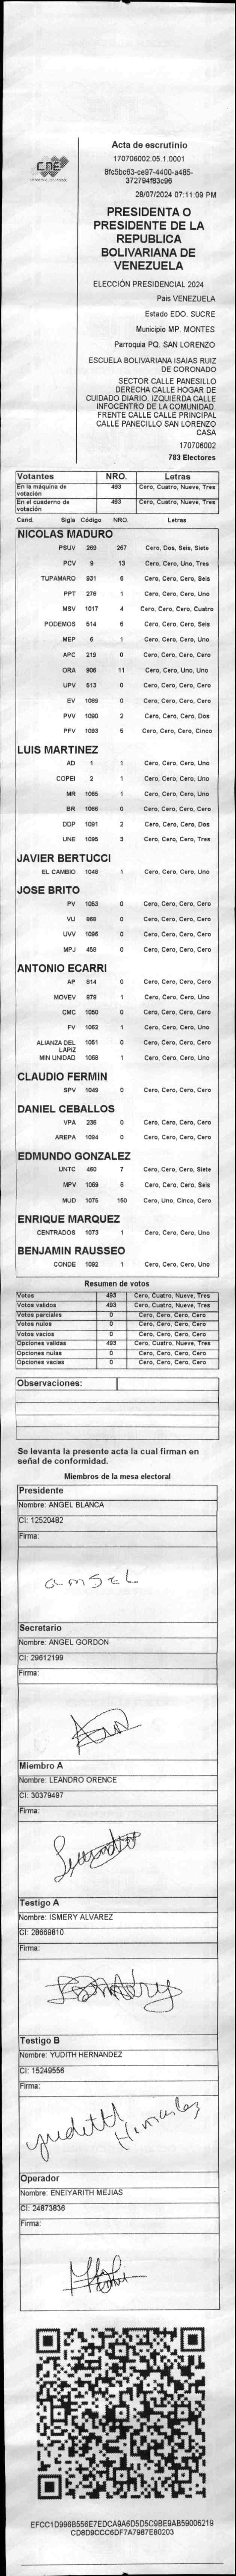 CNE
Acta de escrutinio
170706002.05.1.0001
8fc5bc63-ce97-4400-a485-
372794f83c96
28/07/2024 07:11:09 PM
PRESIDENTA O
PRESIDENTE DE LA
REPUBLICA
BOLIVARIANA DE
VENEZUELA
ELECCIÓN PRESIDENCIAL 2024
Pais VENEZUELA
Estado EDO. SUCRE
Municipio MP. MONTES
Parroquia PQ. SAN LORENZO
ESCUELA BOLIVARIANA ISAIAS RUIZ
DE CORONADO
SECTOR CALLE PANESILLO
DERECHA CALLE HOGAR DE
CUIDADO DIARIO. IZQUIERDA CALLE
INFOCENTRO DE LA COMUNIDAD.
FRENTE CALLE CALLE PRINCIPAL
CALLE PANECILLO SAN LORENZO
CASA
170706002
783 Electores
Votantes NRO. Letras
En la máquina de votación 493 Cero, Cuatro, Nueve, Tres
En el cuaderno de votación 493 Cero, Cuatro, Nueve, Tres
Cand. Sigls Código NRO. Letras
NICOLAS MADURO
PSUV 269 267 Cero, Dos, Seis, Siete
PCV 9 13 Cero, Cero, Uno, Tres
TUPAMARO 931 6 Cero, Cero, Cero, Seis
PPT 276 1 Cero, Cero, Cero, Uno
MSV 1017 4 Cero, Cero, Cero, Cuatro
PODEMOS 514 6 Cero, Cero, Cero, Seis
MEP 6 1 Cero, Cero, Cero, Uno
APC 219 0 Cero, Cero, Cero, Cero
ORA 906 11 Cero, Cero, Uno, Uno
UPV 513 0 Cero, Cero, Cero, Cero
EV 1089 0 Cero, Cero, Cero, Cero
PVV 1090 2 Cero, Cero, Cero, Dos
PFV 1093 5 Cero, Cero, Cero, Cinco
LUIS MARTINEZ
AD 1 1 Cero, Cero, Cero, Uno
COPEI 2 1 Cero, Cero, Cero, Uno
MR 1065 1 Cero, Cero, Cero, Uno
BR 1066 0 Cero, Cero, Cero, Cero
DDP 1091 2 Cero, Cero, Cero, Dos
UNE 1095 3 Cero, Cero, Cero, Tres
JAVIER BERTUCCI
EL CAMBIO 1048 1 Cero, Cero, Cero, Uno
JOSE BRITO
PV 1053 0 Cero, Cero, Cero, Cero
VU 868 0 Cero, Cero, Cero, Cero
UVV 1096 0 Cero, Cero, Cero, Cero
MPJ 458 0 Cero, Cero, Cero, Cero
ANTONIO ECARRI
AP 814 0 Cero, Cero, Cero, Cero
MOVEV 878 1 Cero, Cero, Cero, Uno
CMC 1050 0 Cero, Cero, Cero, Cero
FV 1062 1 Cero, Cero, Cero, Uno
ALIANZA DEL LAPIZ 1051 0 Cero, Cero, Cero, Cero
MIN UNIDAD 1068 1 Cero, Cero, Cero, Uno
CLAUDIO FERMIN
SPV 1049 0 Cero, Cero, Cero, Cero
DANIEL CEBALLOS
VPA 236 0 Cero, Cero, Cero, Cero
AREPA 1094 0 Cero, Cero, Cero, Cero
EDMUNDO GONZALEZ
UNTC 460 7 Cero, Cero, Cero, Siete
MPV 1069 6 Cero, Cero, Cero, Seis
MUD 1075 150 Cero, Uno, Cinco, Cero
ENRIQUE MARQUEZ
CENTRADOS 1073 1 Cero, Cero, Cero, Uno
BENJAMIN RAUSSEO
CONDE 1092 1 Cero, Cero, Cero, Uno
Resumen de votos
Votos 493 Cero, Cuatro, Nueve, Tres
Votos validos 493 Cero, Cuatro, Nueve, Tres
Votos parciales 0 Cero, Cero, Cero, Cero
Votos nulos 0 Cero, Cero, Cero, Cero
Votos vacios 0 Cero, Cero, Cero, Cero
Opciones validas 493 Cero, Cuatro, Nueve, Tres
Opciones nulas 0 Cero, Cero, Cero, Cero
Opciones vacias 0 Cero, Cero, Cero, Cero
Observaciones:
Se levanta la presente acta la cual firman en
señal de conformidad.
Miembros de la mesa electoral
Presidente
Nombre: ANGEL BLANCA
CI: 12520482
Firma:
Secretario
Nombre: ANGEL GORDON
CI: 29612199
Firma:
Miembro A
Nombre: LEANDRO ORENCE
CI: 30379497
Firma:
Leandro
Testigo A
Nombre: ISMERY ALVAREZ
CI: 26669810
Firma:
Testigo B
Nombre: YUDITH HERNANDEZ
CI: 15249556
Firma:
yudith Hernandez
Operador
Nombre: ENEIYARITH MEJIAS
CI: 24873836
Firma:
EFCC1D996B556E7EDCA9A6D5D5C9BE9AB59006219
CD8D9CCC6DF7A7987E80203